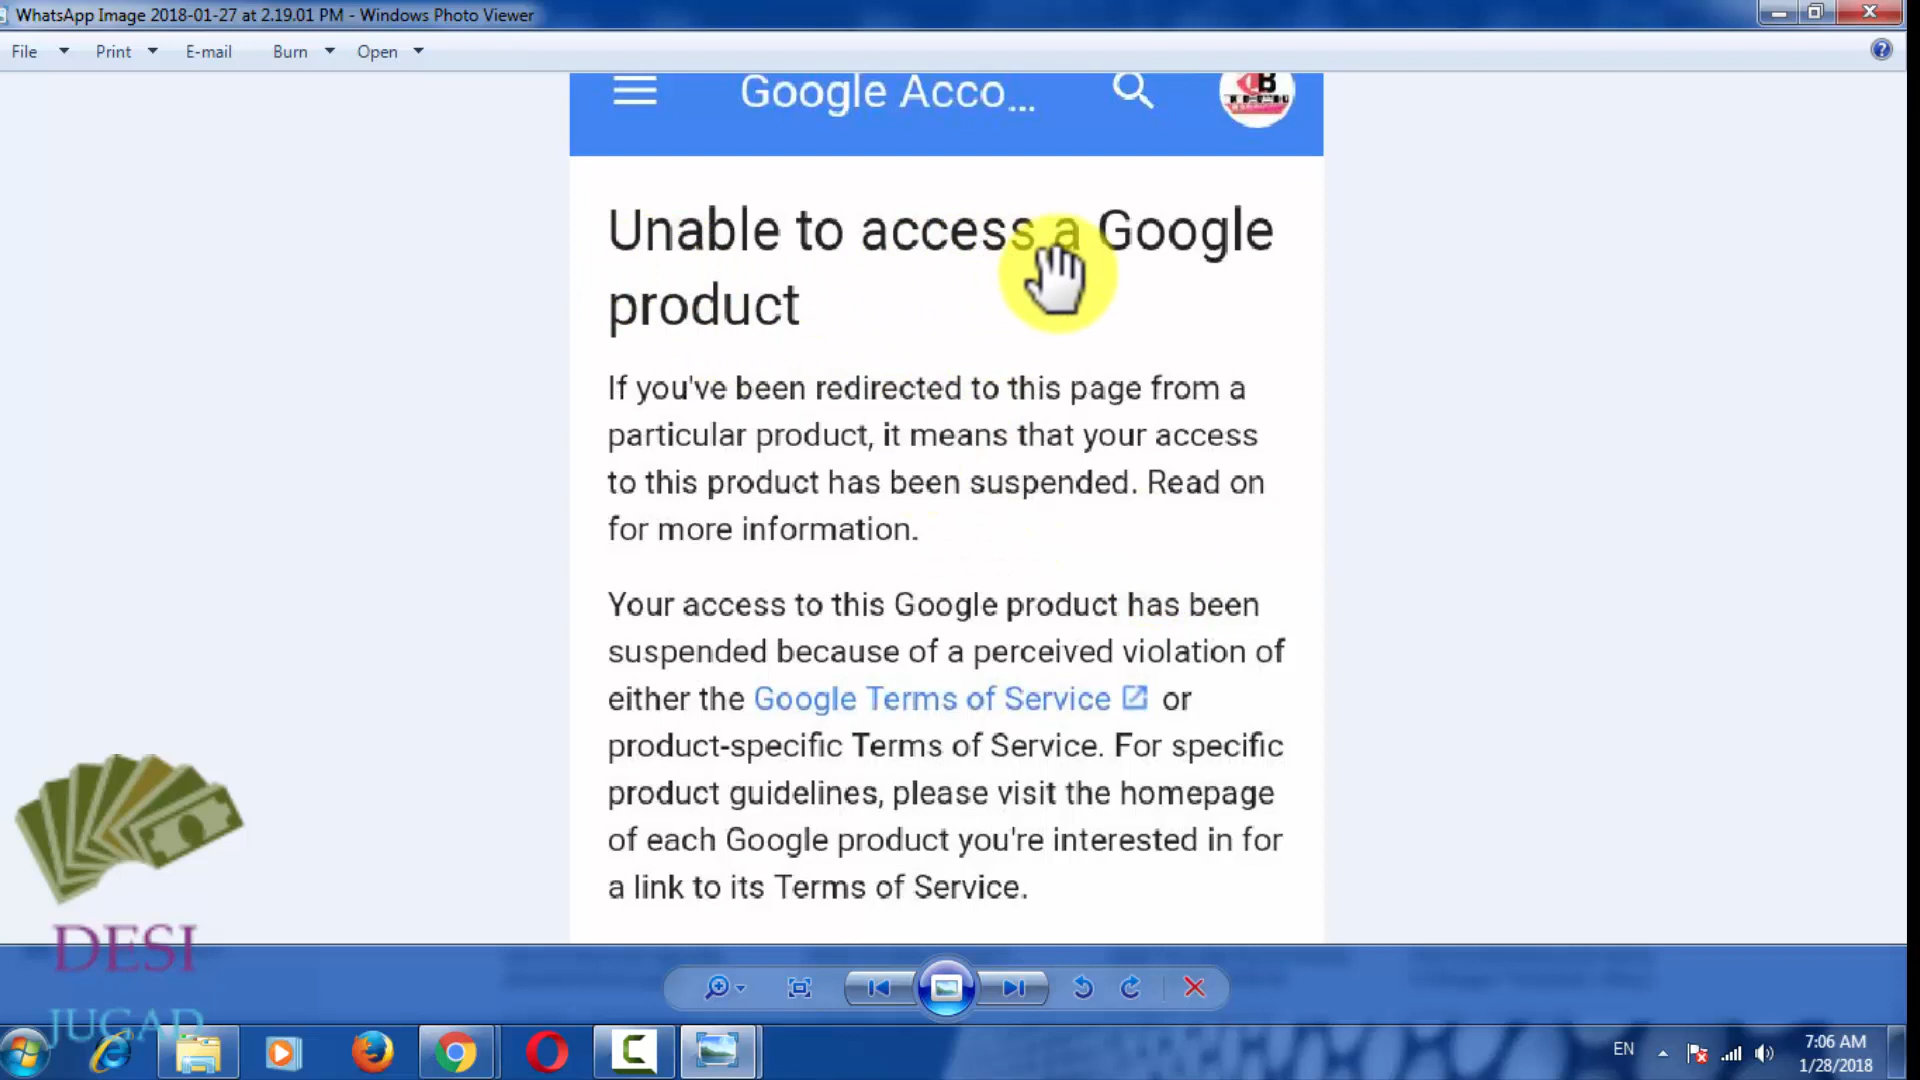 WhatsApp Image 2018-01-27 at 2.19.01 PM - Windows Photo Viewer
File Print E-mail Burn Open
Google Acco...
Unable to access a Google
product
If you've been redirected to this page from a
particular product, it means that your access
to this product has been suspended. Read on
for more information.
Your access to this Google product has been
suspended because of a perceived violation of
either the Google Terms of Service or
product-specific Terms of Service. For specific
product guidelines, please visit the homepage
of each Google product you're interested in for
a link to its Terms of Service.
DESI
JUGAD
EN
7:06 AM
1/28/2018